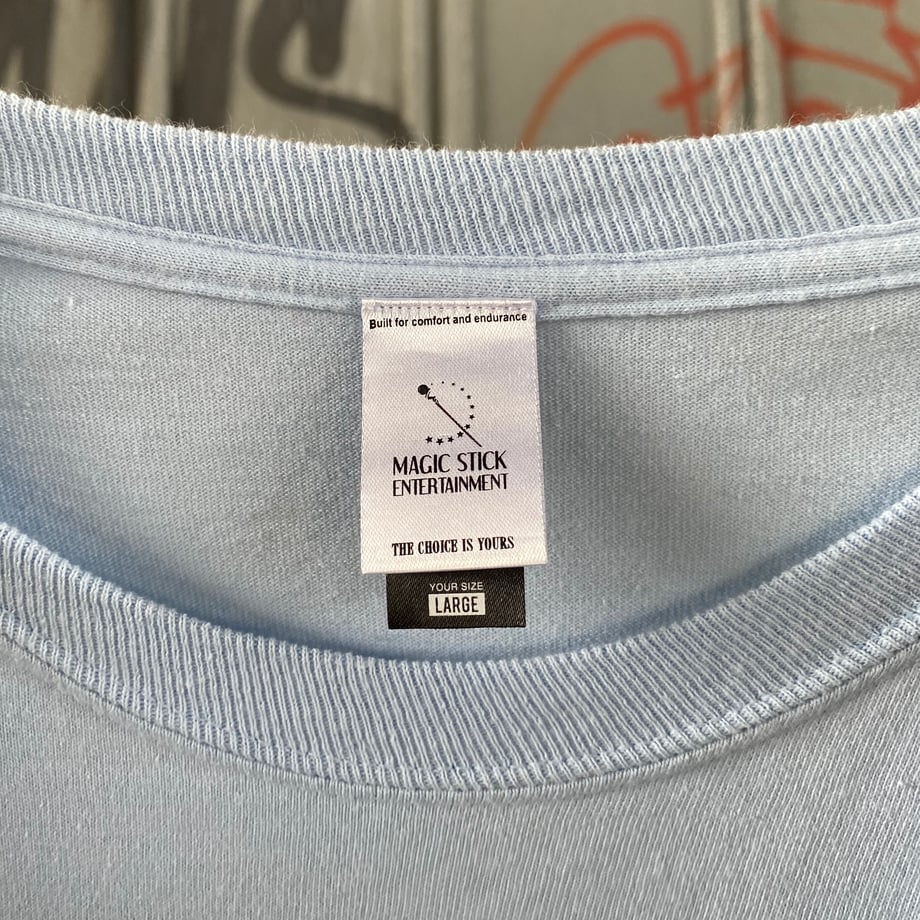 Built for comfort and endurance
MAGIC STICK
ENTERTAINMENT
THE CHOICE IS YOURS
YOUR SIZE
LARGE